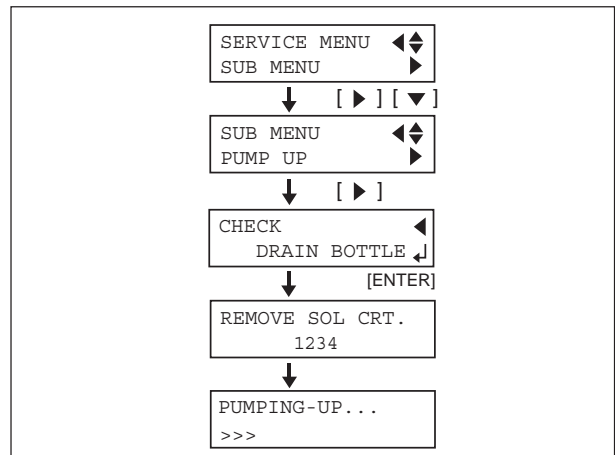 SERVICE MENU ◀♦
SUB MENU ▶
[ ▶ ] [ ▼ ]
SUB MENU ◀♦
PUMP UP ▶
[ ▶ ]
CHECK ◀
DRAIN BOTTLE ↵
[ENTER]
REMOVE SOL CRT.
1234
PUMPING-UP...
>>>